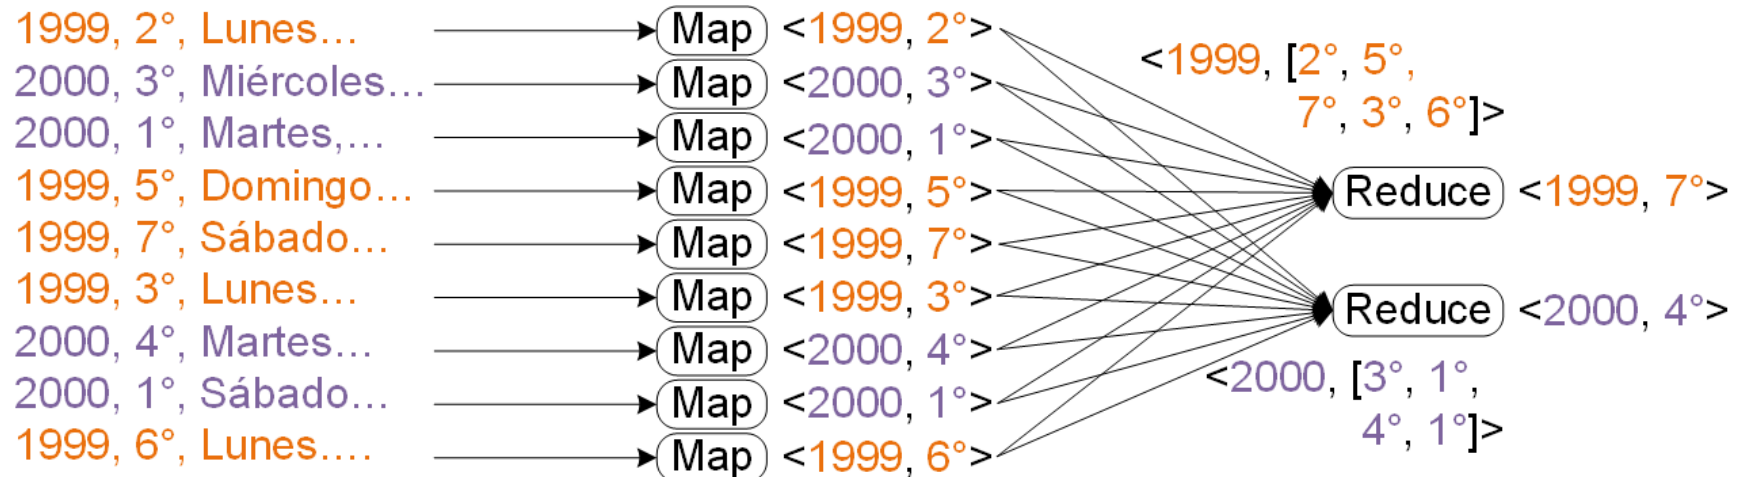 1999, 2°, Lunes... Map <1999, 2°>
2000, 3°, Miércoles... Map <2000, 3°>
2000, 1°, Martes,... Map <2000, 1°>
1999, 5°, Domingo... Map <1999, 5°>
1999, 7°, Sábado... Map <1999, 7°>
1999, 3°, Lunes... Map <1999, 3°>
2000, 4°, Martes... Map <2000, 4°>
2000, 1°, Sábado... Map <2000, 1°>
1999, 6°, Lunes.... Map <1999, 6°>
<1999, [2°, 5°,
7°, 3°, 6°]>
Reduce <1999, 7°>
Reduce <2000, 4°>
<2000, [3°, 1°,
4°, 1°]>